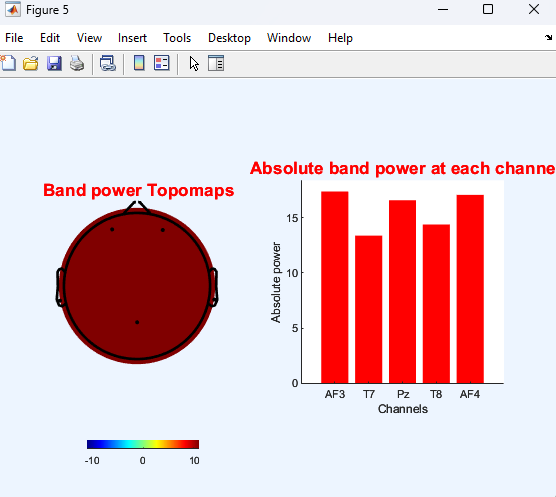 Figure 5
File Edit View Insert Tools Desktop Window Help
Band power Topomaps
-10 0 10
Absolute band power at each channe
Absolute power
15
10
5
0
AF3 T7 Pz T8 AF4
Channels